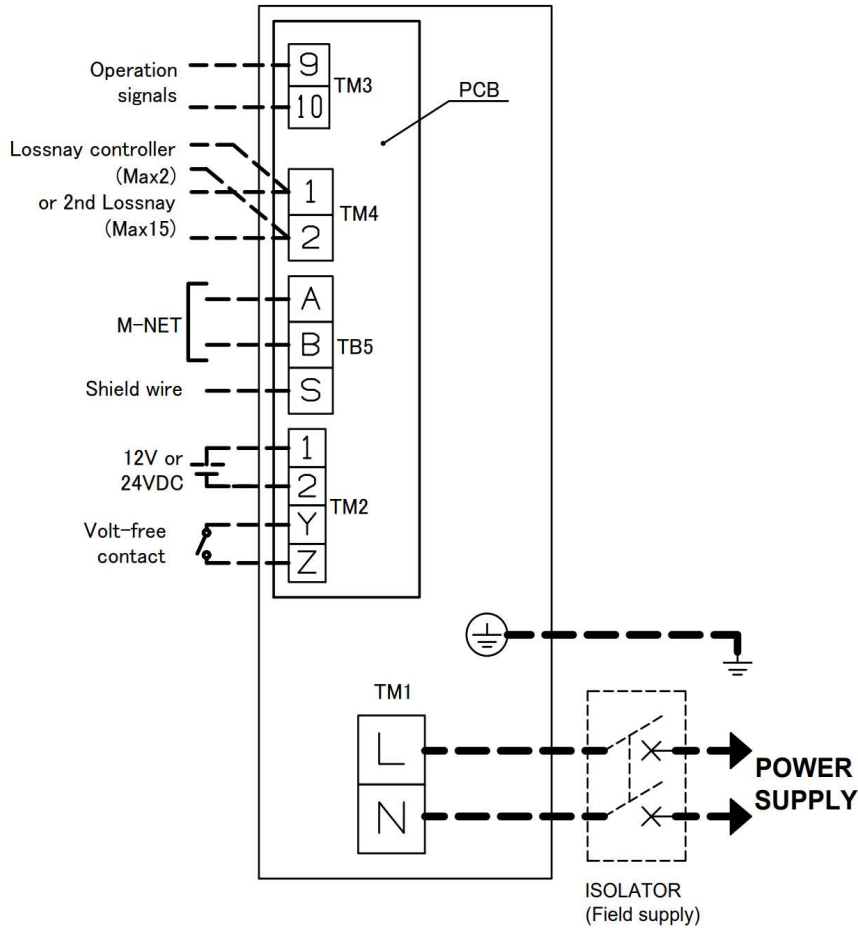 Operation
signals
9
10
TM3
PCB
Lossnay controller
(Max2)
or 2nd Lossnay
(Max15)
1
2
TM4
M-NET
A
B
S
TB5
Shield wire
12V or
24VDC
1
2
Y
Z
TM2
Volt-free
contact
TM1
L
N
POWER
SUPPLY
ISOLATOR
(Field supply)